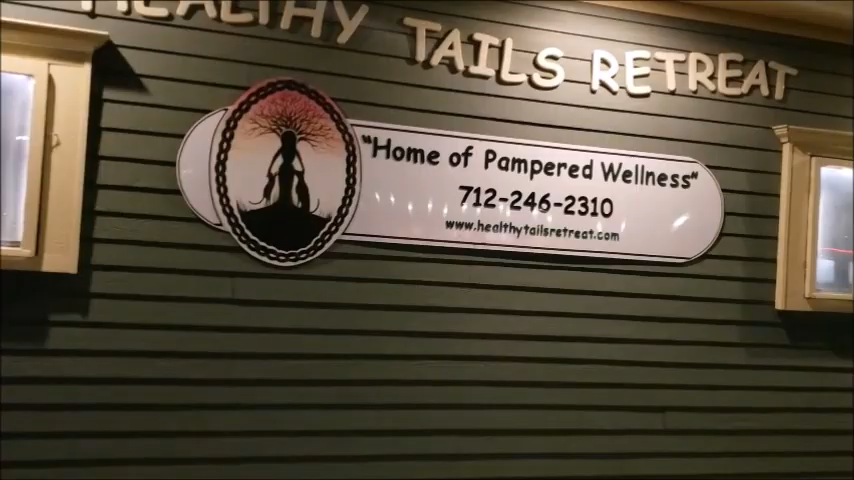 HEALTHY TAILS RETREAT
"Home of Pampered Wellness"
712-246-2310
www.healthytailsretreat.com